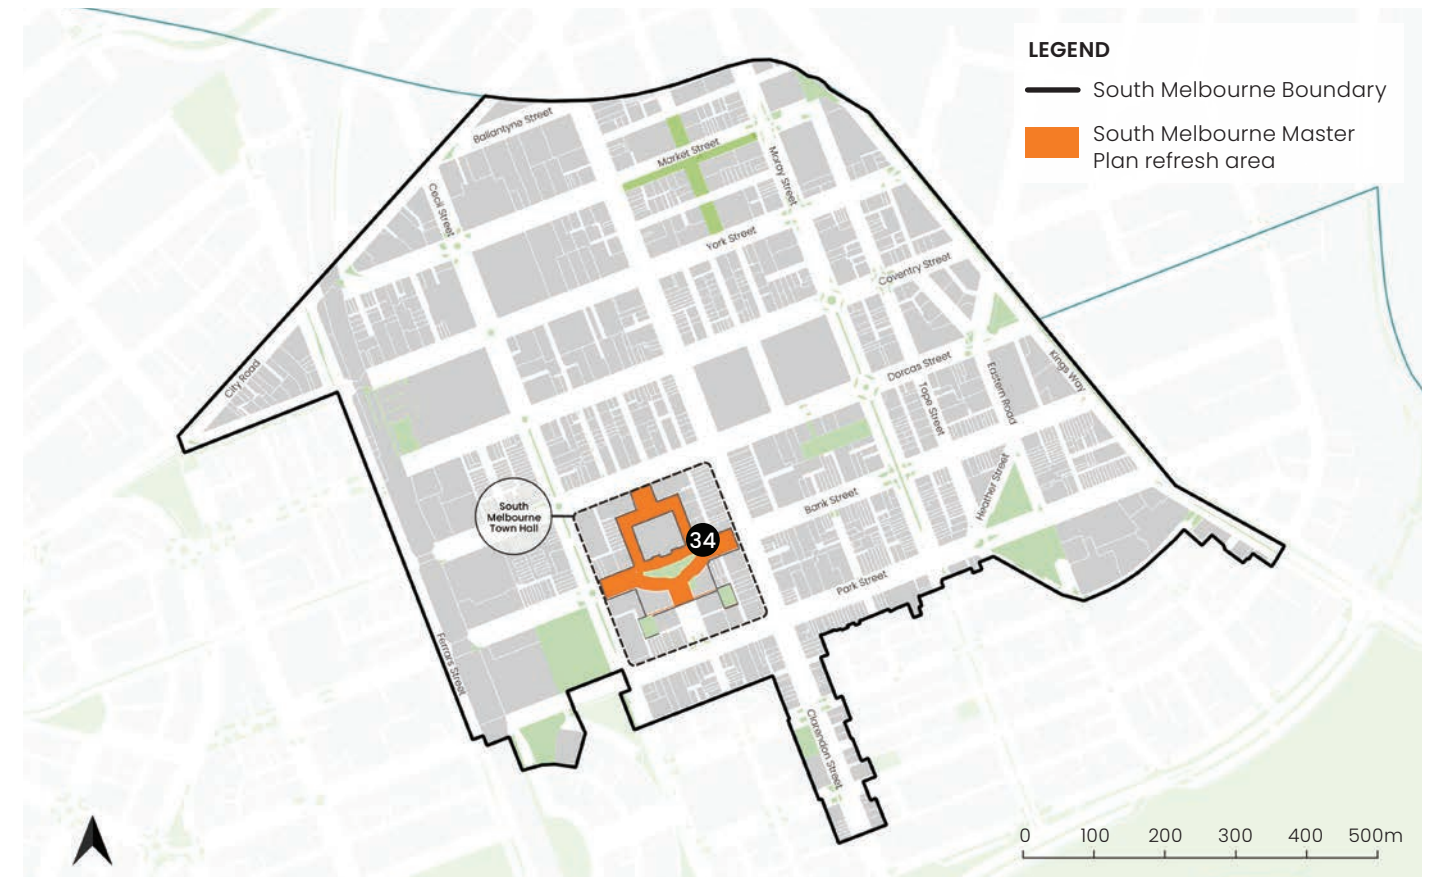 LEGEND
South Melbourne Boundary
South Melbourne Master
Plan refresh area
Ballantyne Street
Market Street
Moray Street
Cecil Street
York Street
Coventry Street
City Road
Dorcas Street
Kings Way
Eastern Road
Tope Street
Heather Street
Bank Street
South
Melbourne
Town Hall
34
Park Street
Ferrars Street
Clarendon Street
0 100 200 300 400 500m